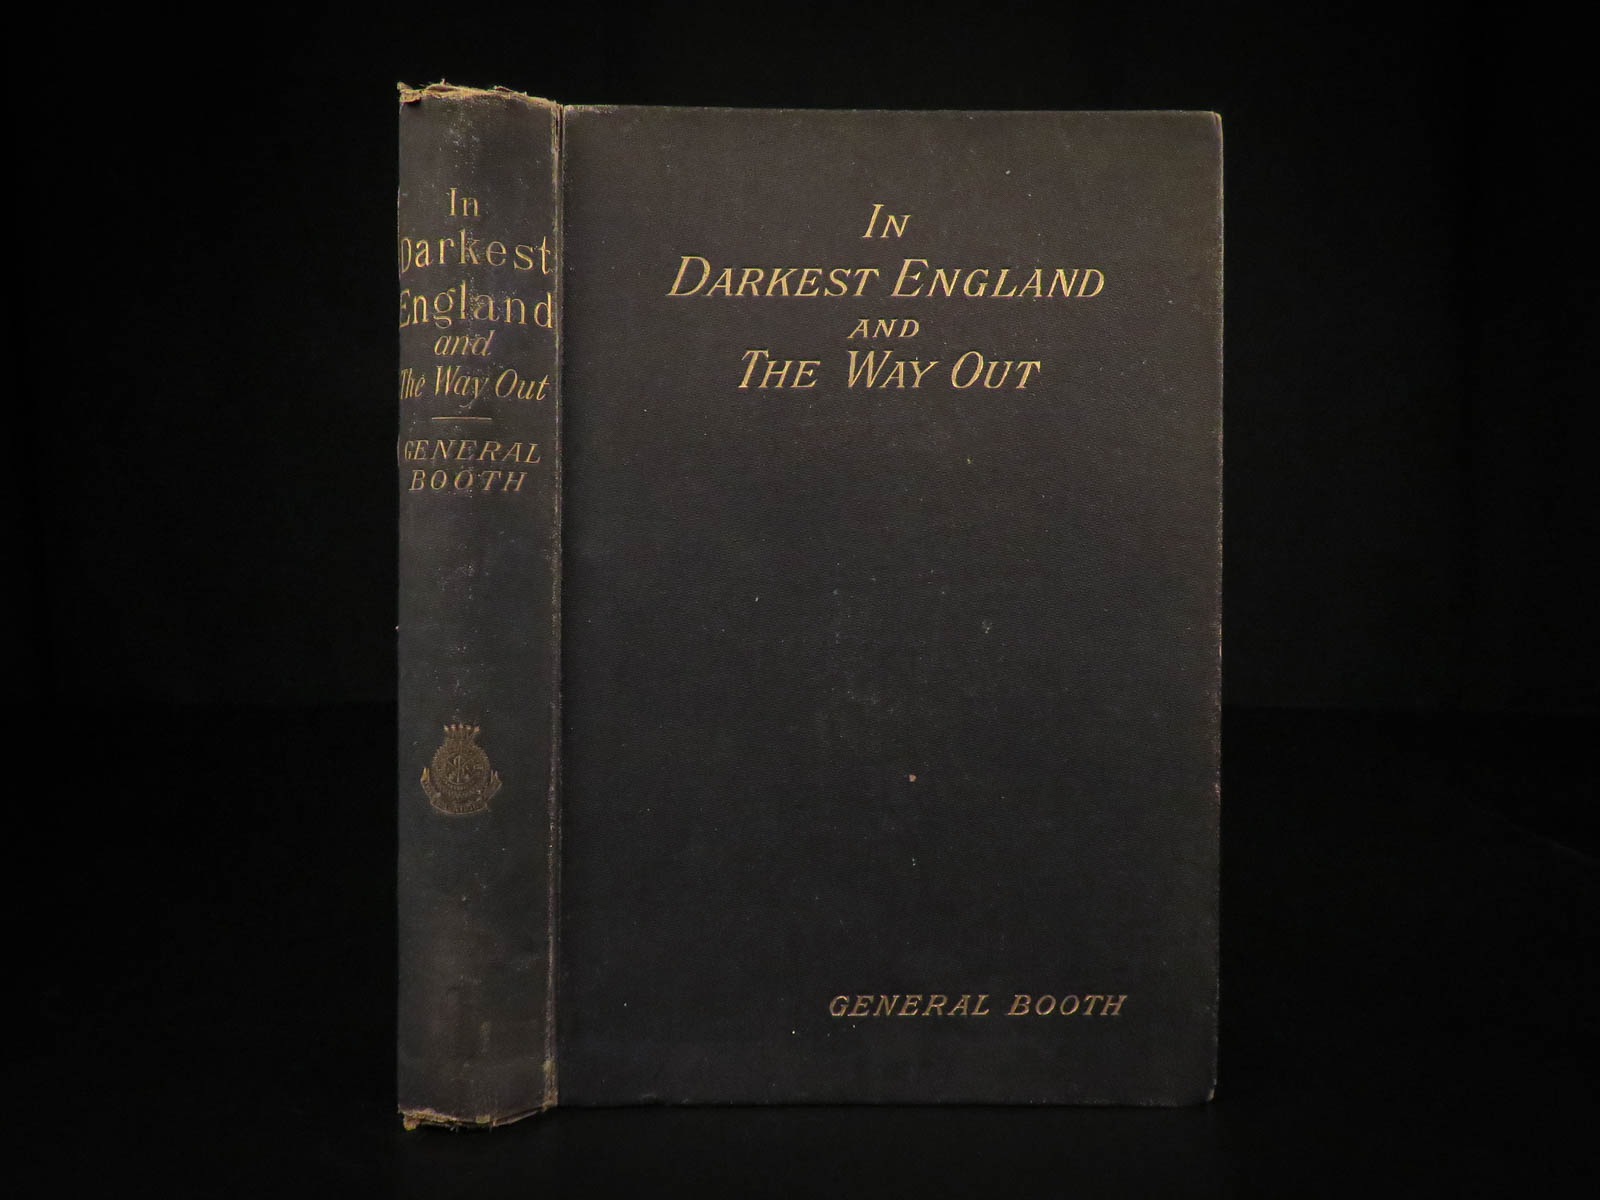 In
Darkest
England
and
The Way Out
GENERAL
BOOTH
IN
DARKEST ENGLAND
AND
THE WAY OUT
GENERAL BOOTH